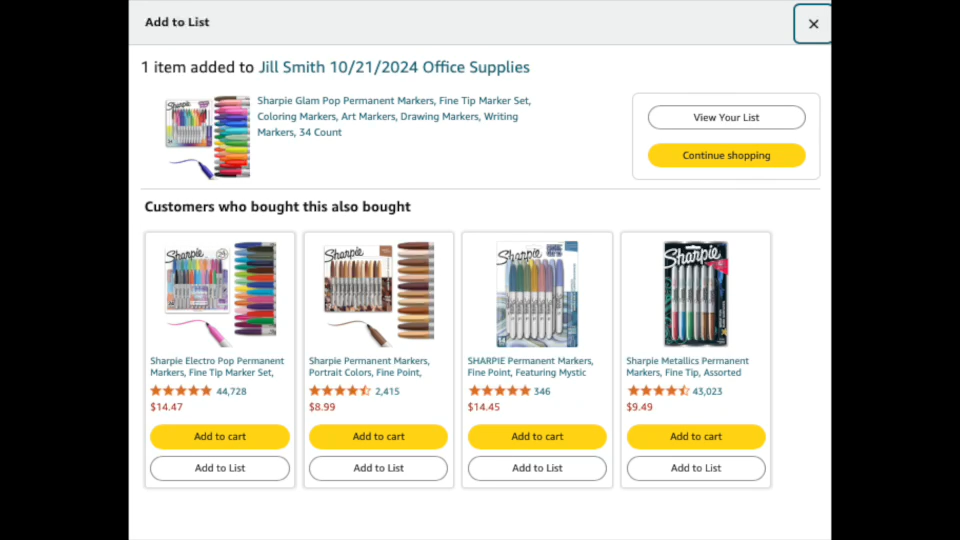 Add to List
1 item added to Jill Smith 10/21/2024 Office Supplies
Sharpie Glam Pop Permanent Markers, Fine Tip Marker Set,
Coloring Markers, Art Markers, Drawing Markers, Writing
Markers, 34 Count
View Your List
Continue shopping
Customers who bought this also bought
Sharpie
Sharpie Electro Pop Permanent
Markers, Fine Tip Marker Set,
44,728
$14.47
Add to cart
Add to List
Sharpie
Sharpie Permanent Markers,
Portrait Colors, Fine Point,
2,415
$8.99
Add to cart
Add to List
Sharpie
SHARPIE Permanent Markers,
Fine Point, Featuring Mystic
346
$14.45
Add to cart
Add to List
Sharpie
Sharpie Metallics Permanent
Markers, Fine Tip, Assorted
43,023
$9.49
Add to cart
Add to List